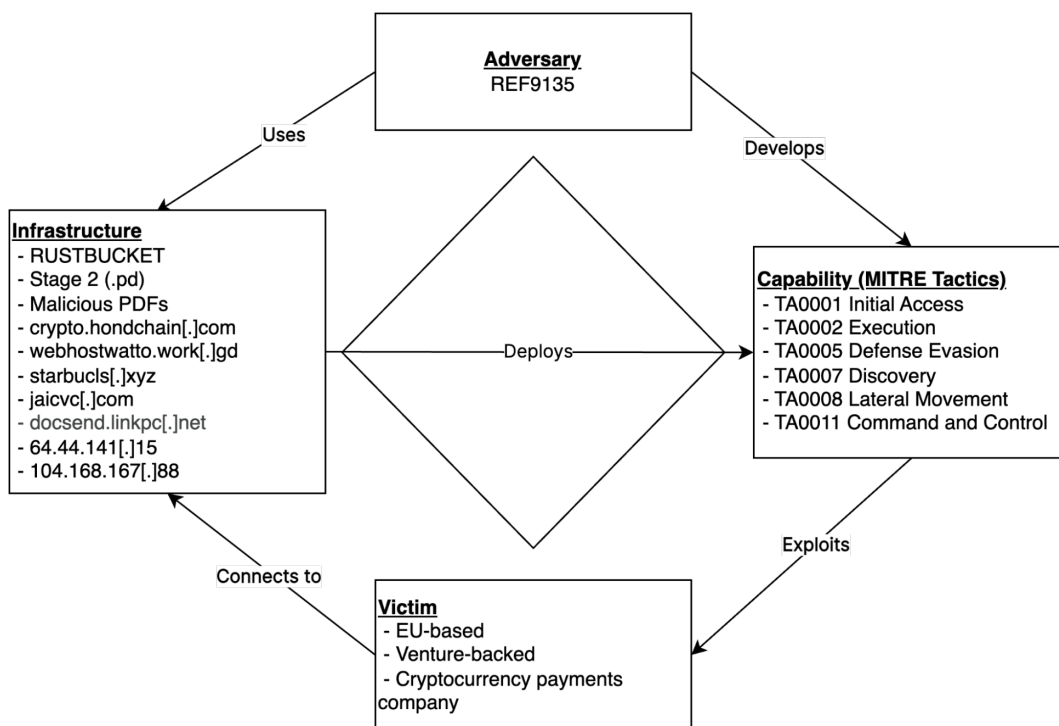 Adversary
REF9135
Uses
Develops
Infrastructure
- RUSTBUCKET
- Stage 2 (.pd)
- Malicious PDFs
- crypto.hondchain[.]com
- webhostwatto.work[.]gd
- starbucls[.]xyz
- jaicvc[.]com
- docsend.linkpc[.]net
- 64.44.141[.]15
- 104.168.167[.]88
Deploys
Capability (MITRE Tactics)
- TA0001 Initial Access
- TA0002 Execution
- TA0005 Defense Evasion
- TA0007 Discovery
- TA0008 Lateral Movement
- TA0011 Command and Control
Connects to
Exploits
Victim
- EU-based
- Venture-backed
- Cryptocurrency payments
company